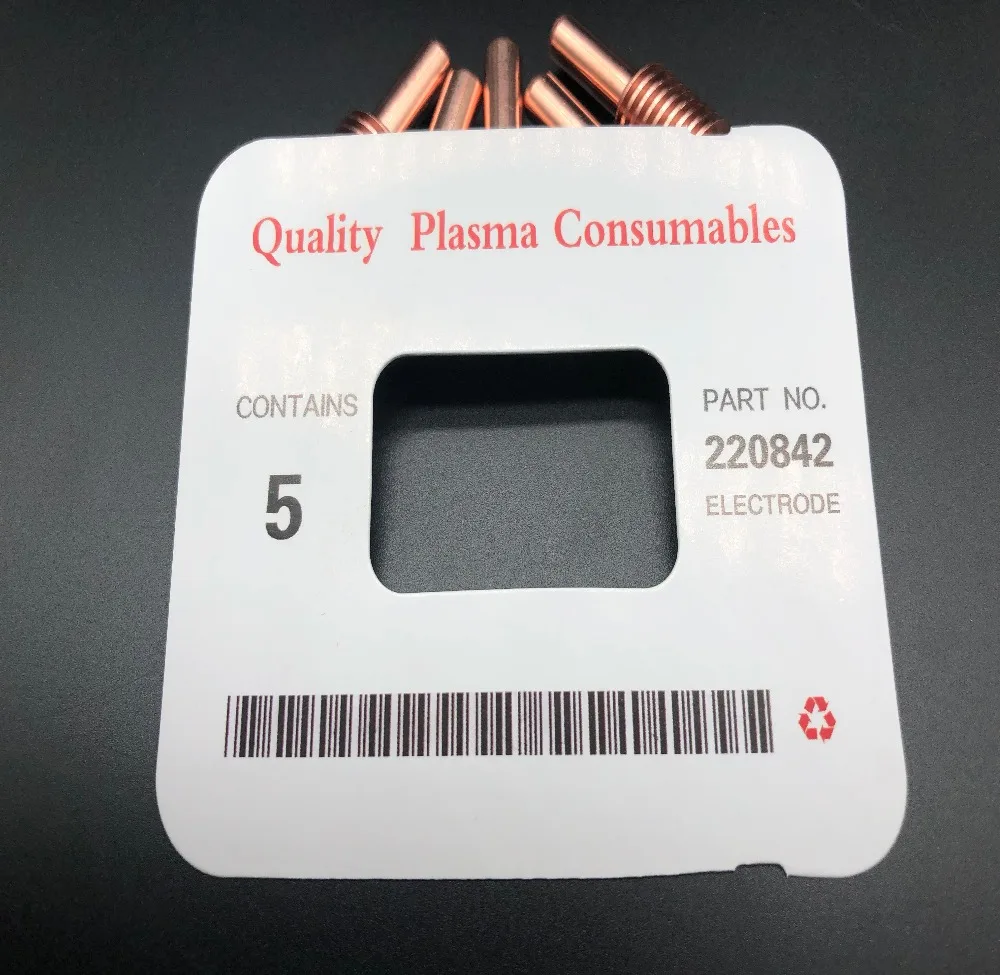 Quality Plasma Consumables
CONTAINS
5
PART NO.
220842
ELECTRODE